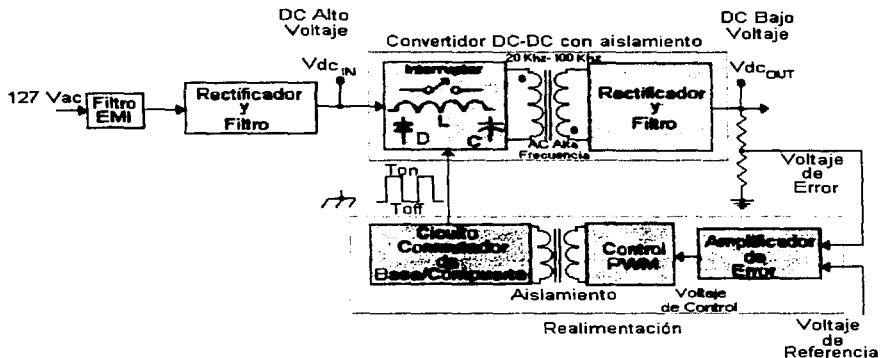 DC Alto
Voltaje
DC Bajo
Voltaje
Convertidor DC-DC con aislamiento
Vdc IN
20 Khz- 100 Khz
Vdc OUT
127 Vac
Filtro
EMI
Rectificador
y
Filtro
Interruptor
L
D
C
AC Alta
Frecuencia
Rectificador
y
Filtro
Voltaje
de
Error
Ton
Toff
Circuito
Conmutador
de
Base/Compuerta
Aislamiento
Control
PWM
Voltaje
de Control
Amplificador
de
Error
Realimentación
Voltaje
de
Referencia